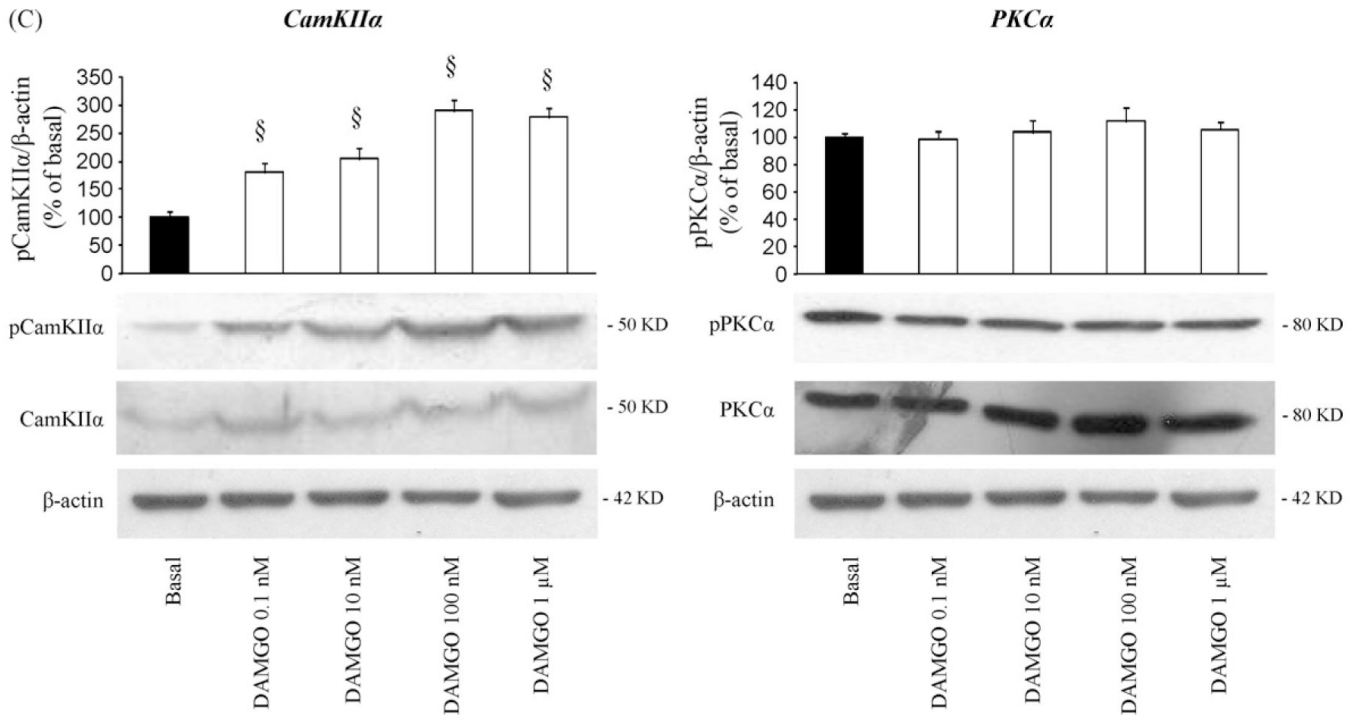 (C)
CamKIIα
pCamKIIα/β-actin
(% of basal)
350
300
250
200
150
100
50
0
§
§
§
§
pCamKIIα
- 50 KD
CamKIIα
- 50 KD
β-actin
- 42 KD
Basal
DAMGO 0.1 nM
DAMGO 10 nM
DAMGO 100 nM
DAMGO 1 µM
PKCα
pPKCα/β-actin
(% of basal)
140
120
100
80
60
40
20
0
pPKCα
- 80 KD
PKCα
- 80 KD
β-actin
- 42 KD
Basal
DAMGO 0.1 nM
DAMGO 10 nM
DAMGO 100 nM
DAMGO 1 µM